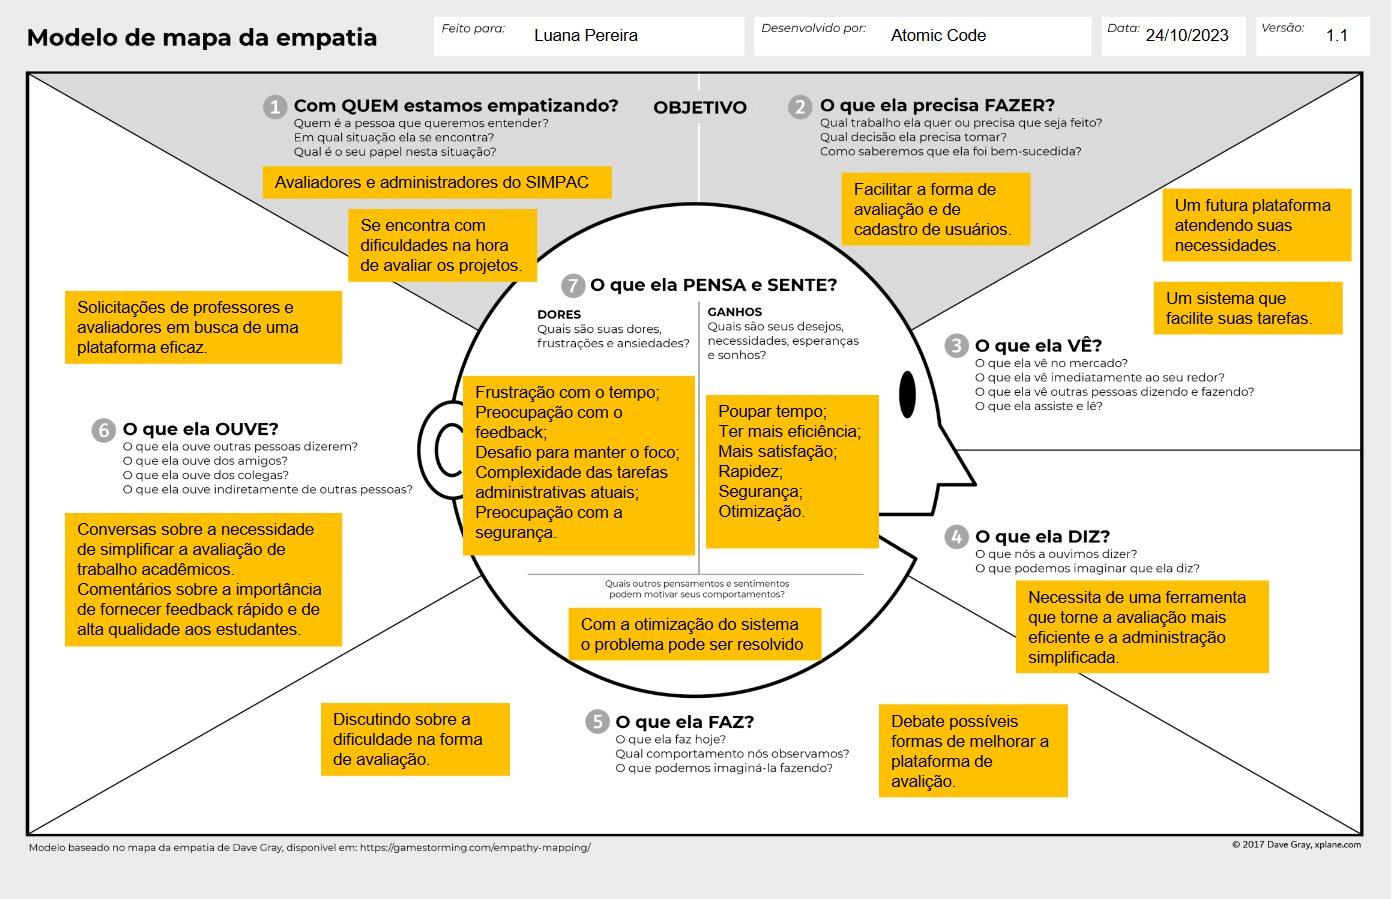 Modelo de mapa da empatia
Feito para:
Luana Pereira
Desenvolvido por:
Atomic Code
Data:
24/10/2023
Versão:
1.1
1
Com QUEM estamos empatizando?
Quem é a pessoa que queremos entender?
Em qual situação ela se encontra?
Qual é o seu papel nesta situação?
Avaliadores e administradores do SIMPAC
Se encontra com
dificuldades na hora
de avaliar os projetos.
OBJETIVO
2
O que ela precisa FAZER?
Qual trabalho ela quer ou precisa que seja feito?
Qual decisão ela precisa tomar?
Como saberemos que ela foi bem-sucedida?
Facilitar a forma de
avaliação e de
cadastro de usuários.
Um futura plataforma
atendendo suas
necessidades.
Um sistema que
facilite suas tarefas.
3
O que ela VÊ?
O que ela vê no mercado?
O que ela vê imediatamente ao seu redor?
O que ela vê outras pessoas dizendo e fazendo?
O que ela assiste e lê?
4
O que ela DIZ?
O que nós a ouvimos dizer?
O que podemos imaginar que ela diz?
Necessita de uma ferramenta
que torne a avaliação mais
eficiente e a administração
simplificada.
5
O que ela FAZ?
O que ela faz hoje?
Qual comportamento nós observamos?
O que podemos imaginá-la fazendo?
Discutindo sobre a
dificuldade na forma
de avaliação.
Debate possíveis
formas de melhorar a
plataforma de
avalição.
Solicitações de professores e
avaliadores em busca de uma
plataforma eficaz.
6
O que ela OUVE?
O que ela ouve outras pessoas dizerem?
O que ela ouve dos amigos?
O que ela ouve dos colegas?
O que ela ouve indiretamente de outras pessoas?
Conversas sobre a necessidade
de simplificar a avaliação de
trabalho acadêmicos.
Comentários sobre a importância
de fornecer feedback rápido e de
alta qualidade aos estudantes.
7
O que ela PENSA e SENTE?
DORES
Quais são suas dores,
frustrações e ansiedades?
Frustração com o tempo;
Preocupação com o
feedback;
Desafio para manter o foco;
Complexidade das tarefas
administrativas atuais;
Preocupação com a
segurança.
GANHOS
Quais são seus desejos,
necessidades, esperanças
e sonhos?
Poupar tempo;
Ter mais eficiência;
Mais satisfação;
Rapidez;
Segurança;
Otimização.
Quais outros pensamentos e sentimentos
podem motivar seus comportamentos?
Com a otimização do sistema
o problema pode ser resolvido
Modelo baseado no mapa da empatia de Dave Gray, disponível em: https://gamestorming.com/empathy-mapping/
© 2017 Dave Gray, xplane.com